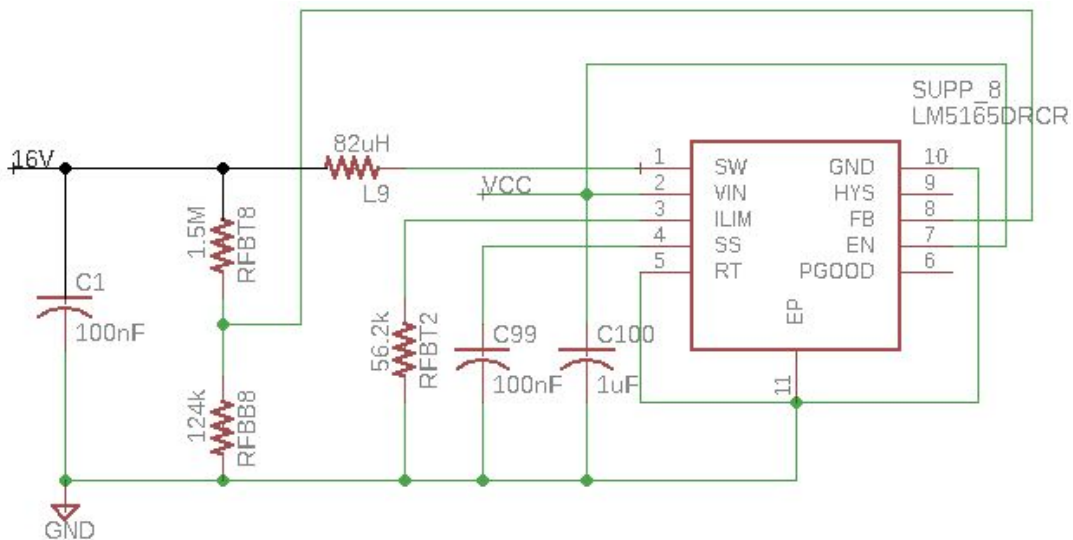 SUPP_8
LM5165DRCR
16V
82uH
L9
1.5M
RFBT8
C1
100nF
124k
RFBB8
GND
VCC
56.2k
RFBT2
C99
100nF
C100
1uF
1 SW GND 10
2 VIN HYS 9
3 ILIM FB 8
4 SS EN 7
5 RT PGOOD 6
EP
11